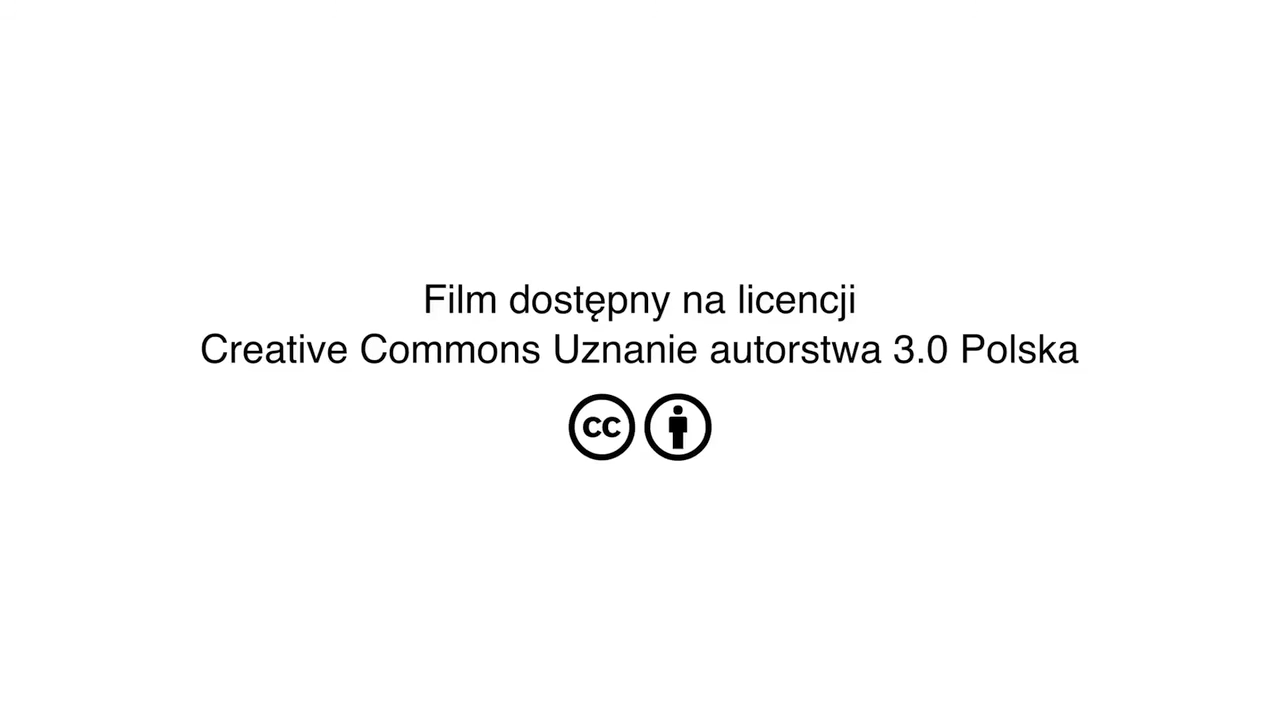 Film dostępny na licencji
Creative Commons Uznanie autorstwa 3.0 Polska
cc